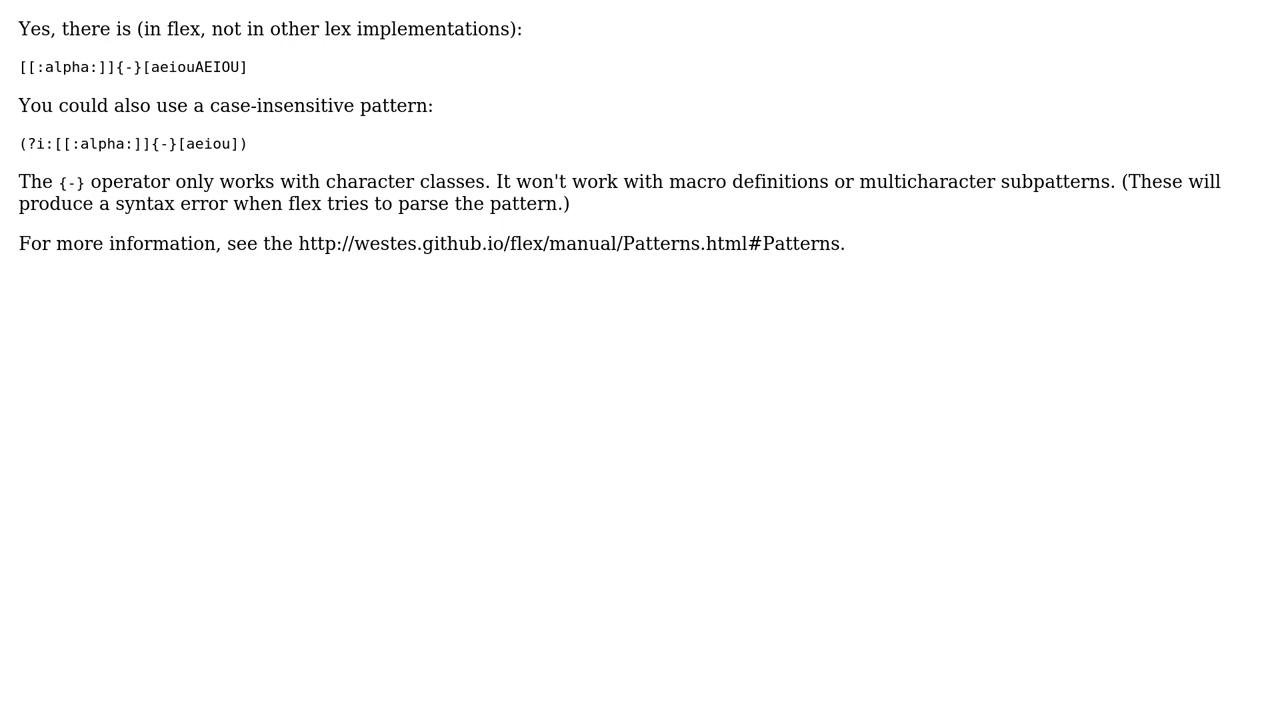 Yes, there is (in flex, not in other lex implementations):
[[:alpha:]]{-}[aeiouAEIOU]
You could also use a case-insensitive pattern:
(?i:[[:alpha:]]{-}[aeiou])
The {-} operator only works with character classes. It won't work with macro definitions or multicharacter subpatterns. (These will
produce a syntax error when flex tries to parse the pattern.)
For more information, see the http://westes.github.io/flex/manual/Patterns.html#Patterns.